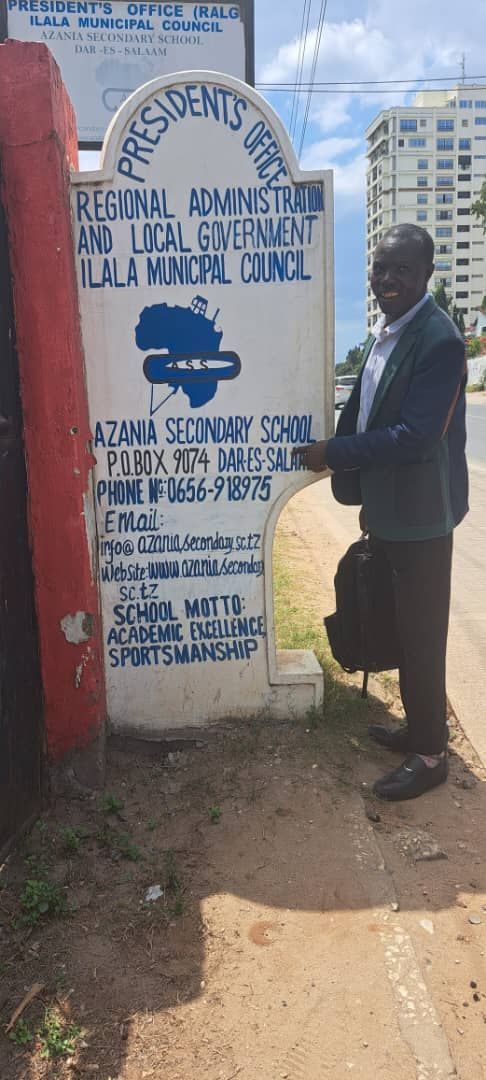 PRESIDENT'S OFFICE (RALG
ILALA MUNICIPAL COUNCIL
AZANIA SECONDARY SCHOOL
DAR -ES- SALAAM
PRESIDENT'S OFFICE
REGIONAL ADMINISTRATION
AND LOCAL GOVERNMENT
ILALA MUNICIPAL COUNCIL
A S S
AZANIA SECONDARY SCHOOL
P.O.BOX 9074 DAR-ES-SALAA
PHONE No: 0656-918975
Email:
info@azania,secondazy.sc.tz
Website:www.azania,seconday
sc.tz
SCHOOL MOTTO:
ACADEMIC EXCELLENCE,
SPORTSMANSHIP